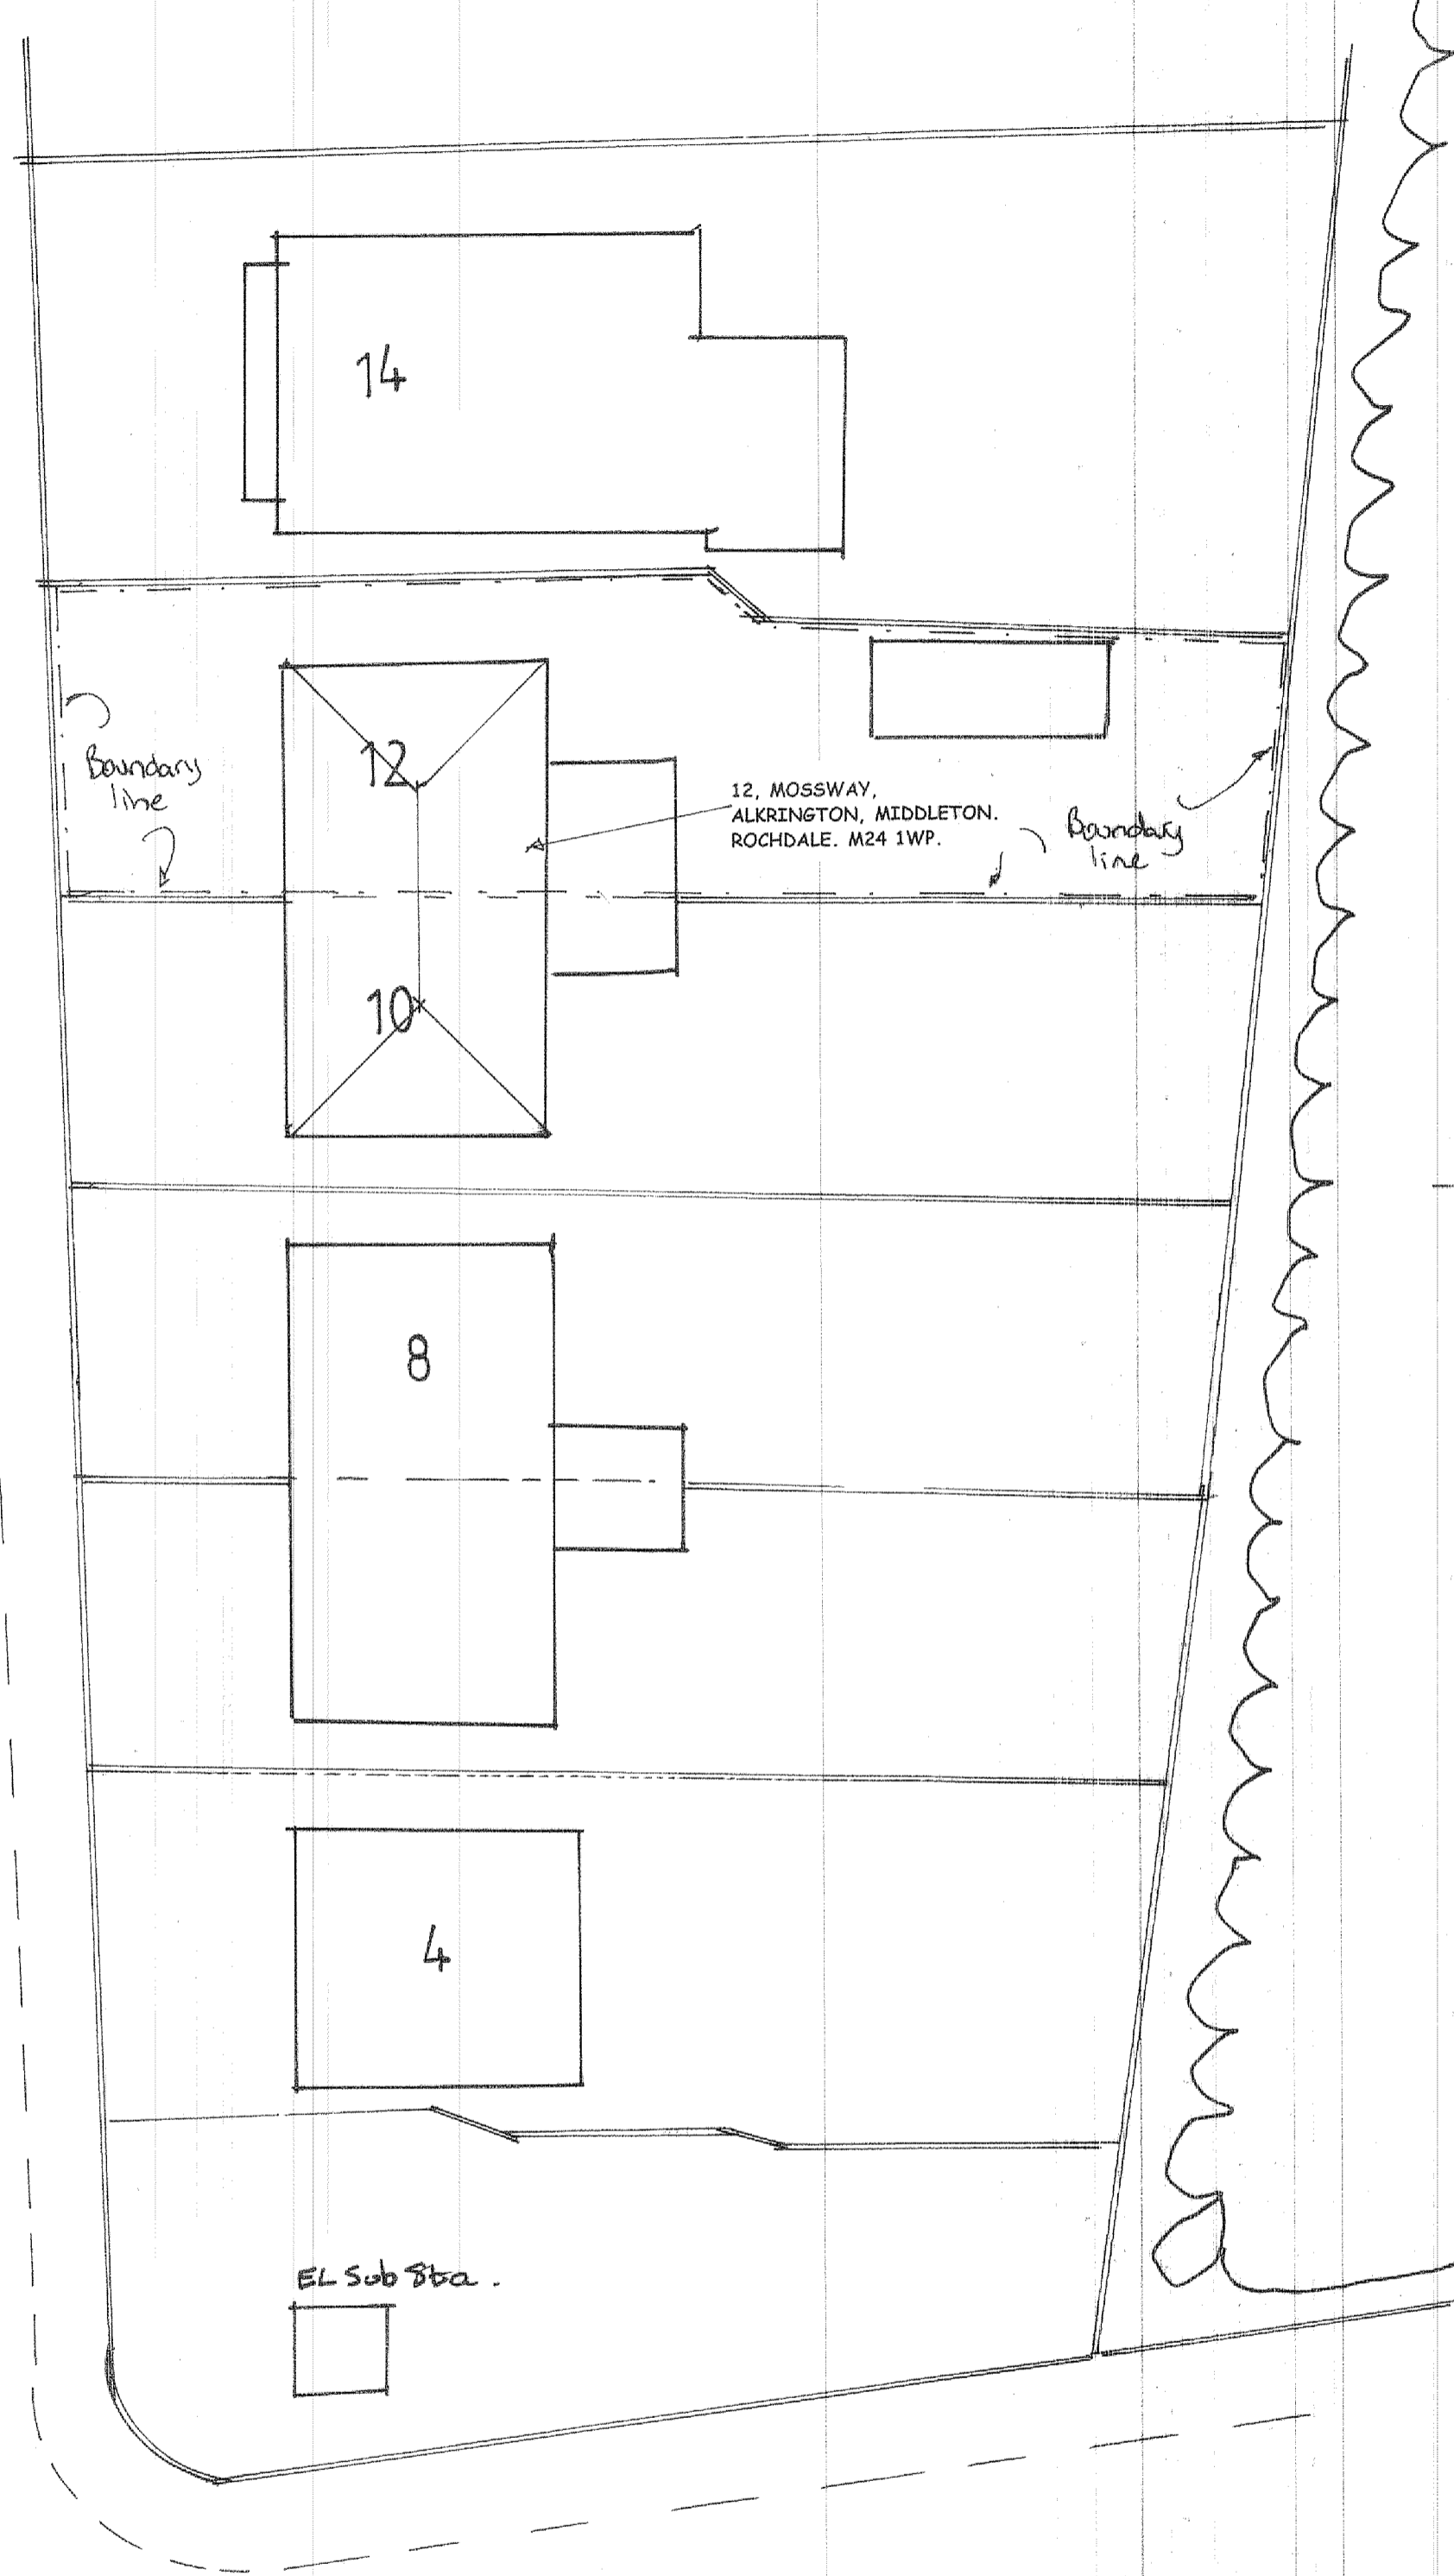 14
12
Boundary
line
12, MOSSWAY,
ALKRINGTON, MIDDLETON.
ROCHDALE. M24 1WP.
Boundary
line
10
8
4
EL Sub Sta.